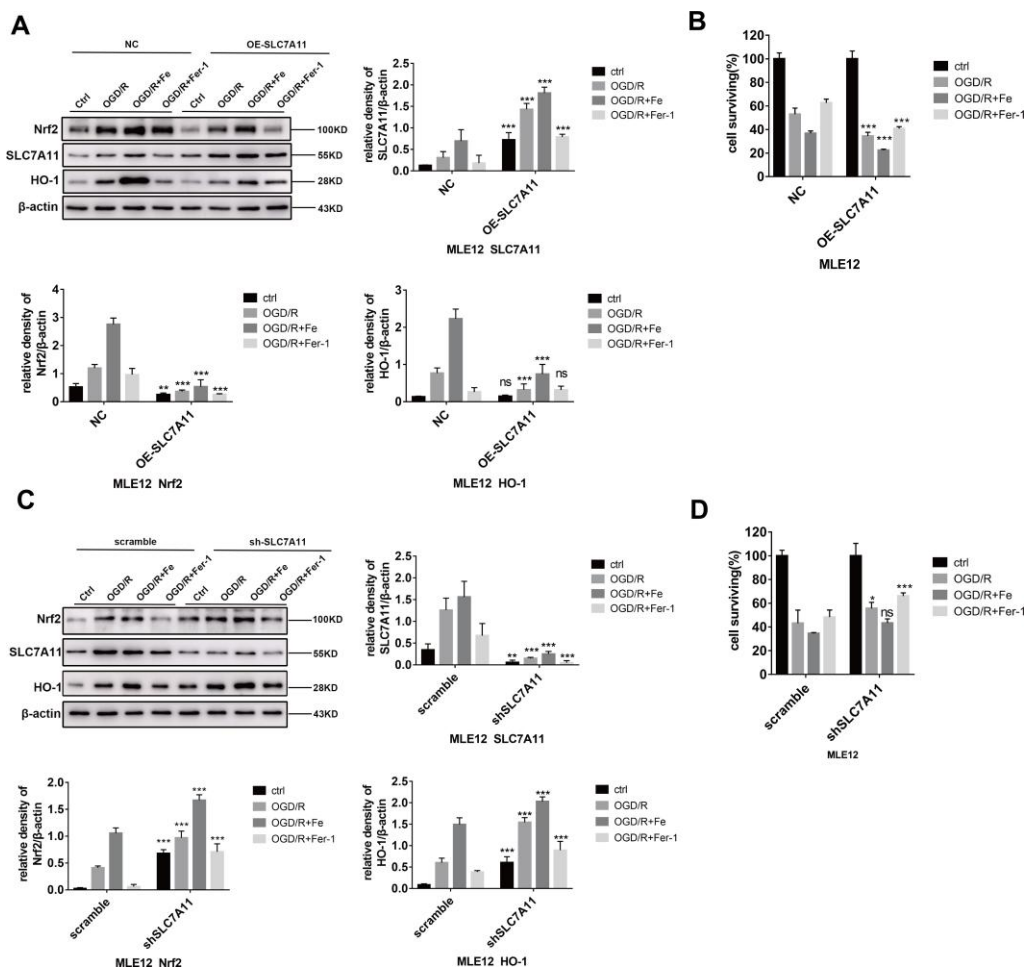 A
NC
OE-SLC7A11
Ctrl
OGD/R
OGD/R+Fe
OGD/R+Fer-1
Ctrl
OGD/R
OGD/R+Fe
OGD/R+Fer-1
Nrf2
100KD
SLC7A11
55KD
HO-1
28KD
β-actin
43KD
relative density of
SLC7A11/β-actin
2.5
2.0
1.5
1.0
0.5
0.0
***
***
***
***
ctrl
OGD/R
OGD/R+Fe
OGD/R+Fer-1
NC
OE-SLC7A11
MLE12 SLC7A11
B
cell surviving(%)
120
100
80
60
40
20
0
***
***
***
ctrl
OGD/R
OGD/R+Fe
OGD/R+Fer-1
NC
OE-SLC7A11
MLE12
relative density of
Nrf2/β-actin
4
3
2
1
0
**
***
***
***
ctrl
OGD/R
OGD/R+Fe
OGD/R+Fer-1
NC
OE-SLC7A11
MLE12 Nrf2
relative density of
HO-1/β-actin
3
2
1
0
ns
***
***
ns
ctrl
OGD/R
OGD/R+Fe
OGD/R+Fer-1
NC
OE-SLC7A11
MLE12 HO-1
C
scramble
sh-SLC7A11
Ctrl
OGD/R
OGD/R+Fe
OGD/R+Fer-1
Ctrl
OGD/R
OGD/R+Fe
OGD/R+Fer-1
Nrf2
100KD
SLC7A11
55KD
HO-1
28KD
β-actin
43KD
relative density of
SLC7A11/β-actin
2.5
2.0
1.5
1.0
0.5
0.0
**
***
***
***
ctrl
OGD/R
OGD/R+Fe
OGD/R+Fer-1
scramble
shSLC7A11
MLE12 SLC7A11
D
cell surviving(%)
120
100
80
60
40
20
0
*
ns
***
ctrl
OGD/R
OGD/R+Fe
OGD/R+Fer-1
scramble
shSLC7A11
MLE12
relative density of
Nrf2/β-actin
2.0
1.5
1.0
0.5
0.0
***
***
***
***
ctrl
OGD/R
OGD/R+Fe
OGD/R+Fer-1
scramble
shSLC7A11
MLE12 Nrf2
relative density of
HO-1/β-actin
2.5
2.0
1.5
1.0
0.5
0.0
***
***
***
***
ctrl
OGD/R
OGD/R+Fe
OGD/R+Fer-1
scramble
shSLC7A11
MLE12 HO-1